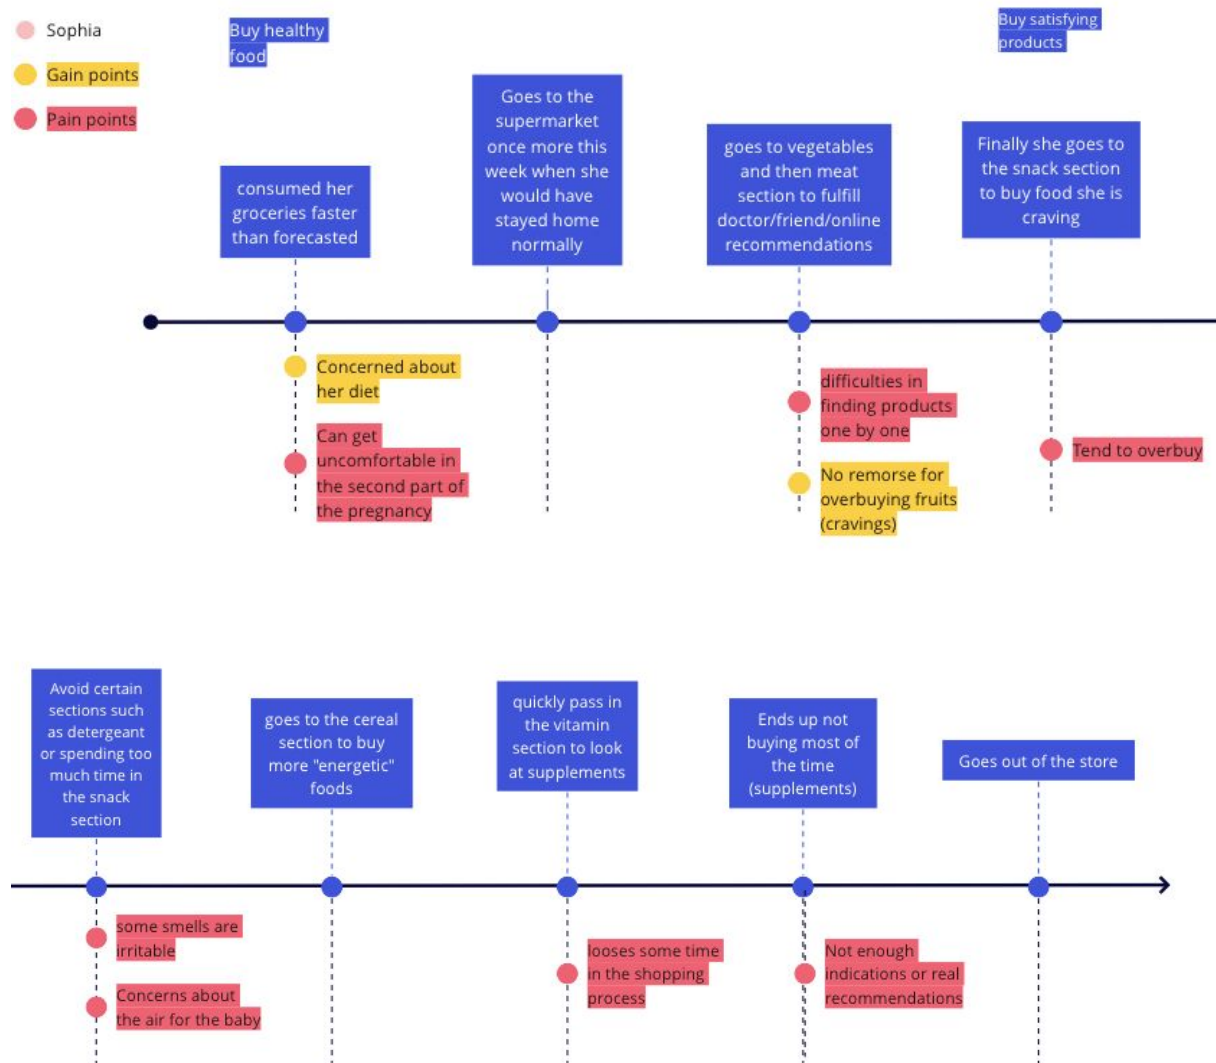 Sophia
Gain points
Pain points
Buy healthy
food
Buy satisfying
products
consumed her
groceries faster
than forecasted
Goes to the
supermarket
once more this
week when she
would have
stayed home
normally
goes to vegetables
and then meat
section to fulfill
doctor/friend/online
recommendations
Finally she goes to
the snack section
to buy food she is
craving
Concerned about
her diet
Can get
uncomfortable in
the second part of
the pregnancy
difficulties in
finding products
one by one
No remorse for
overbuying fruits
(cravings)
Tend to overbuy
Avoid certain
sections such
as detergeant
or spending too
much time in
the snack
section
goes to the cereal
section to buy
more "energetic"
foods
quickly pass in
the vitamin
section to look
at supplements
Ends up not
buying most of
the time
(supplements)
Goes out of the store
some smells are
irritable
Concerns about
the air for the baby
looses some time
in the shopping
process
Not enough
indications or real
recommendations